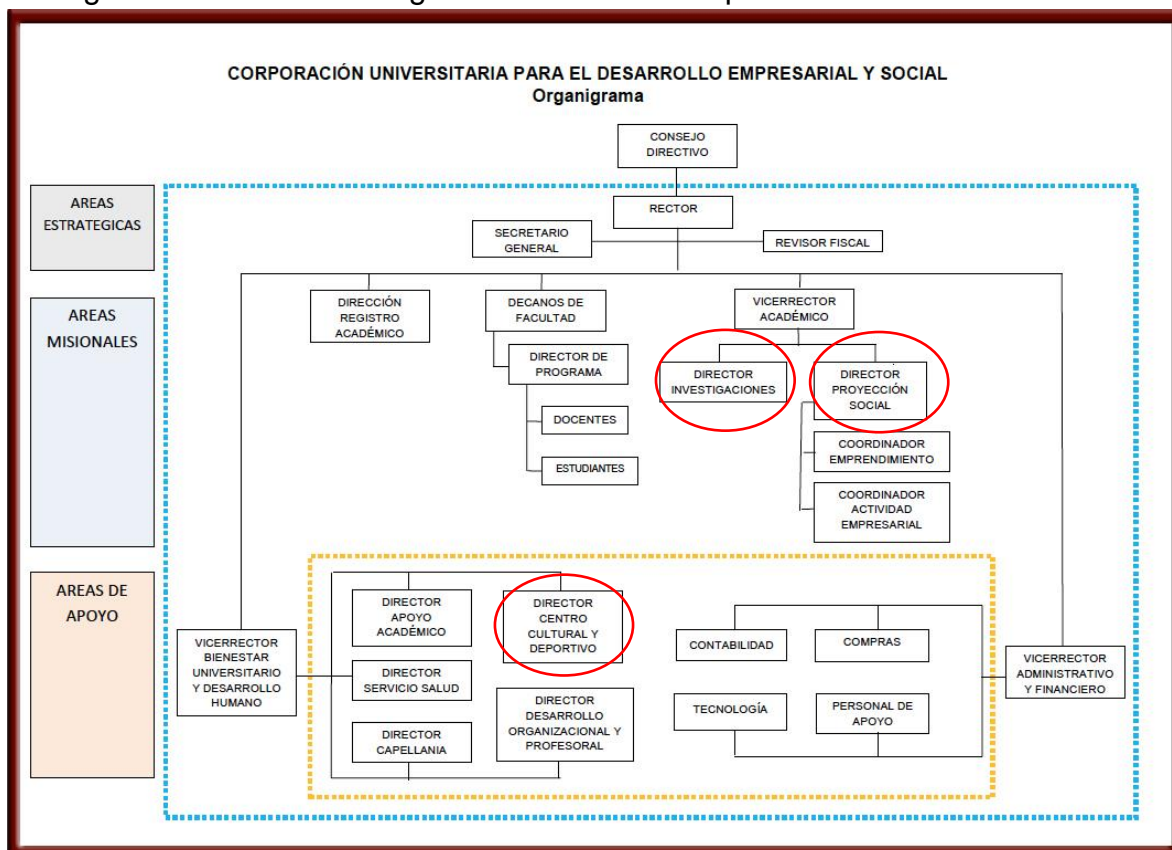 CORPORACIÓN UNIVERSITARIA PARA EL DESARROLLO EMPRESARIAL Y SOCIAL
Organigrama
CONSEJO
DIRECTIVO
AREAS
ESTRATEGICAS
RECTOR
SECRETARIO
GENERAL
REVISOR FISCAL
AREAS
MISIONALES
DIRECCIÓN
REGISTRO
ACADÉMICO
DECANOS DE
FACULTAD
VICERRECTOR
ACADÉMICO
DIRECTOR DE
PROGRAMA
DIRECTOR
INVESTIGACIONES
DIRECTOR
PROYECCIÓN
SOCIAL
DOCENTES
COORDINADOR
EMPRENDIMIENTO
ESTUDIANTES
COORDINADOR
ACTIVIDAD
EMPRESARIAL
AREAS DE
APOYO
VICERRECTOR
BIENESTAR
UNIVERSITARIO
Y DESARROLLO
HUMANO
DIRECTOR
APOYO
ACADÉMICO
DIRECTOR
CENTRO
CULTURAL Y
DEPORTIVO
DIRECTOR
SERVICIO SALUD
DIRECTOR
DESARROLLO
ORGANIZACIONAL Y
PROFESORAL
DIRECTOR
CAPELLANIA
CONTABILIDAD
COMPRAS
TECNOLOGÍA
PERSONAL DE
APOYO
VICERRECTOR
ADMINISTRATIVO
Y FINANCIERO